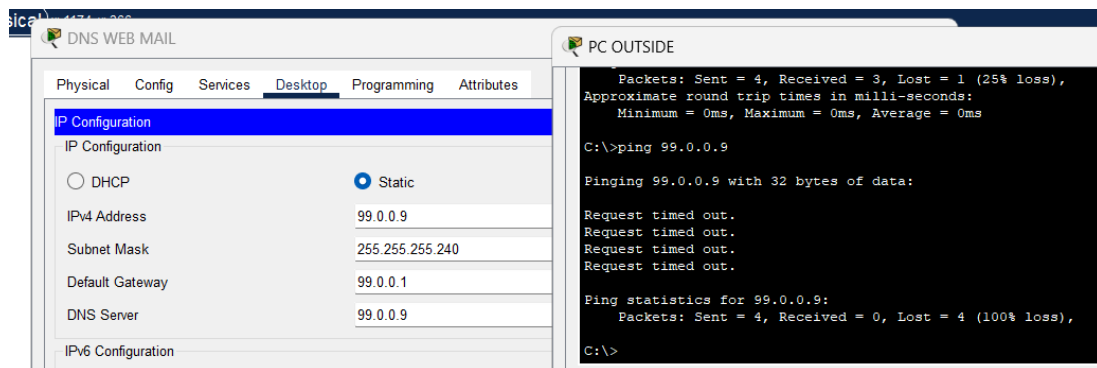 DNS WEB MAIL
Physical Config Services Desktop Programming Attributes
IP Configuration
IP Configuration
DHCP
Static
IPv4 Address 99.0.0.9
Subnet Mask 255.255.255.240
Default Gateway 99.0.0.1
DNS Server 99.0.0.9
IPv6 Configuration
PC OUTSIDE
Packets: Sent = 4, Received = 3, Lost = 1 (25% loss),
Approximate round trip times in milli-seconds:
Minimum = 0ms, Maximum = 0ms, Average = 0ms
C:\>ping 99.0.0.9
Pinging 99.0.0.9 with 32 bytes of data:
Request timed out.
Request timed out.
Request timed out.
Request timed out.
Ping statistics for 99.0.0.9:
Packets: Sent = 4, Received = 0, Lost = 4 (100% loss),
C:\>